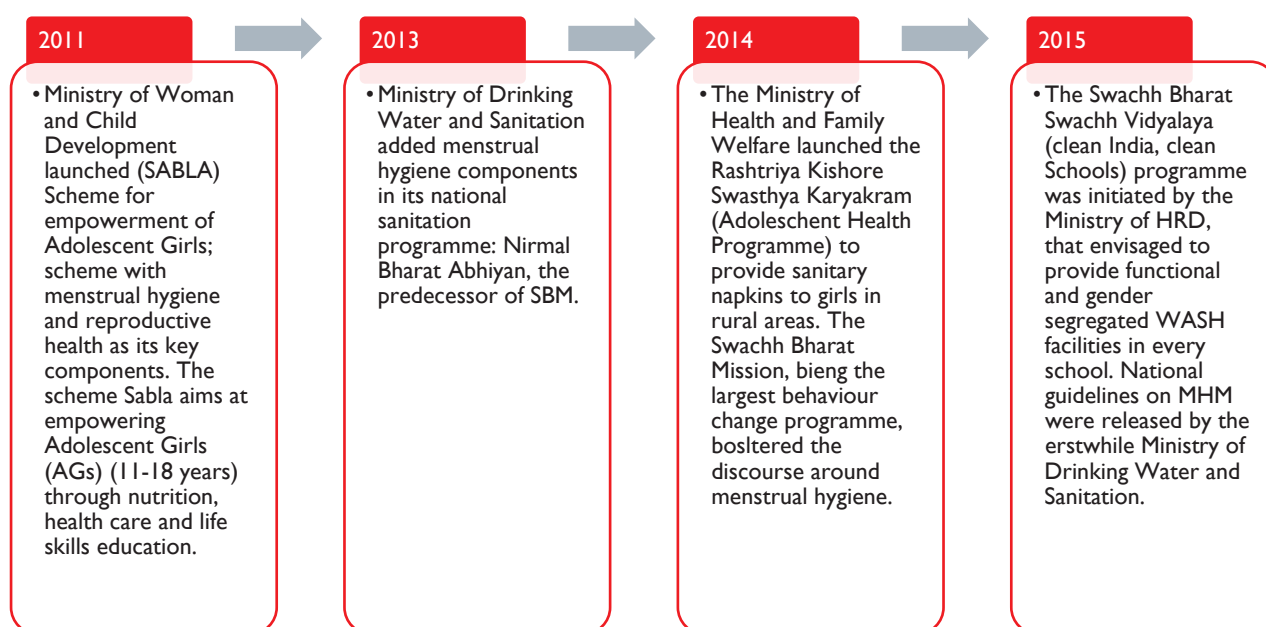 2011
• Ministry of Woman
and Child
Development
launched (SABLA)
Scheme for
empowerment of
Adolescent Girls;
scheme with
menstrual hygiene
and reproductive
health as its key
components. The
scheme Sabla aims at
empowering
Adolescent Girls
(AGs) (11-18 years)
through nutrition,
health care and life
skills education.
2013
• Ministry of Drinking
Water and Sanitation
added menstrual
hygiene components
in its national
sanitation
programme: Nirmal
Bharat Abhiyan, the
predecessor of SBM.
2014
• The Ministry of
Health and Family
Welfare launched the
Rashtriya Kishore
Swasthya Karyakram
(Adoleschent Health
Programme) to
provide sanitary
napkins to girls in
rural areas. The
Swachh Bharat
Mission, bieng the
largest behaviour
change programme,
bosltered the
discourse around
menstrual hygiene.
2015
• The Swachh Bharat
Swachh Vidyalaya
(clean India, clean
Schools) programme
was initiated by the
Ministry of HRD,
that envisaged to
provide functional
and gender
segregated WASH
facilities in every
school. National
guidelines on MHM
were released by the
erstwhile Ministry of
Drinking Water and
Sanitation.